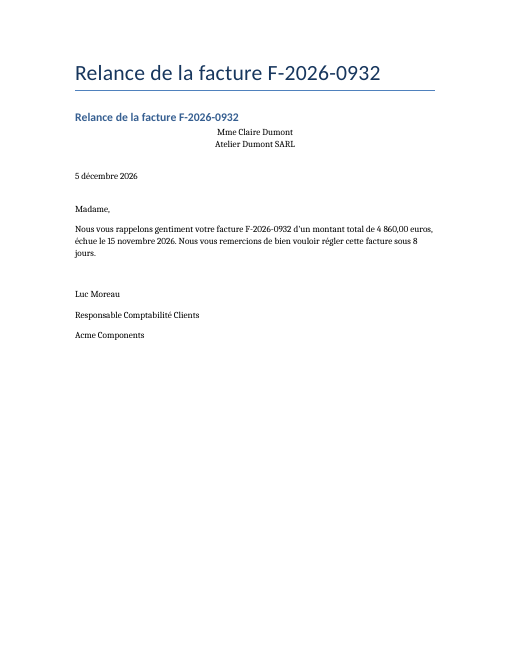 Relance de la facture F-2026-0932
Relance de la facture F-2026-0932
Mme Claire Dumont
Atelier Dumont SARL
5 décembre 2026
Madame,
Nous vous rappelons gentiment votre facture F-2026-0932 d'un montant total de 4 860,00 euros,
échue le 15 novembre 2026. Nous vous remercions de bien vouloir régler cette facture sous 8
jours.
Luc Moreau
Responsable Comptabilité Clients
Acme Components